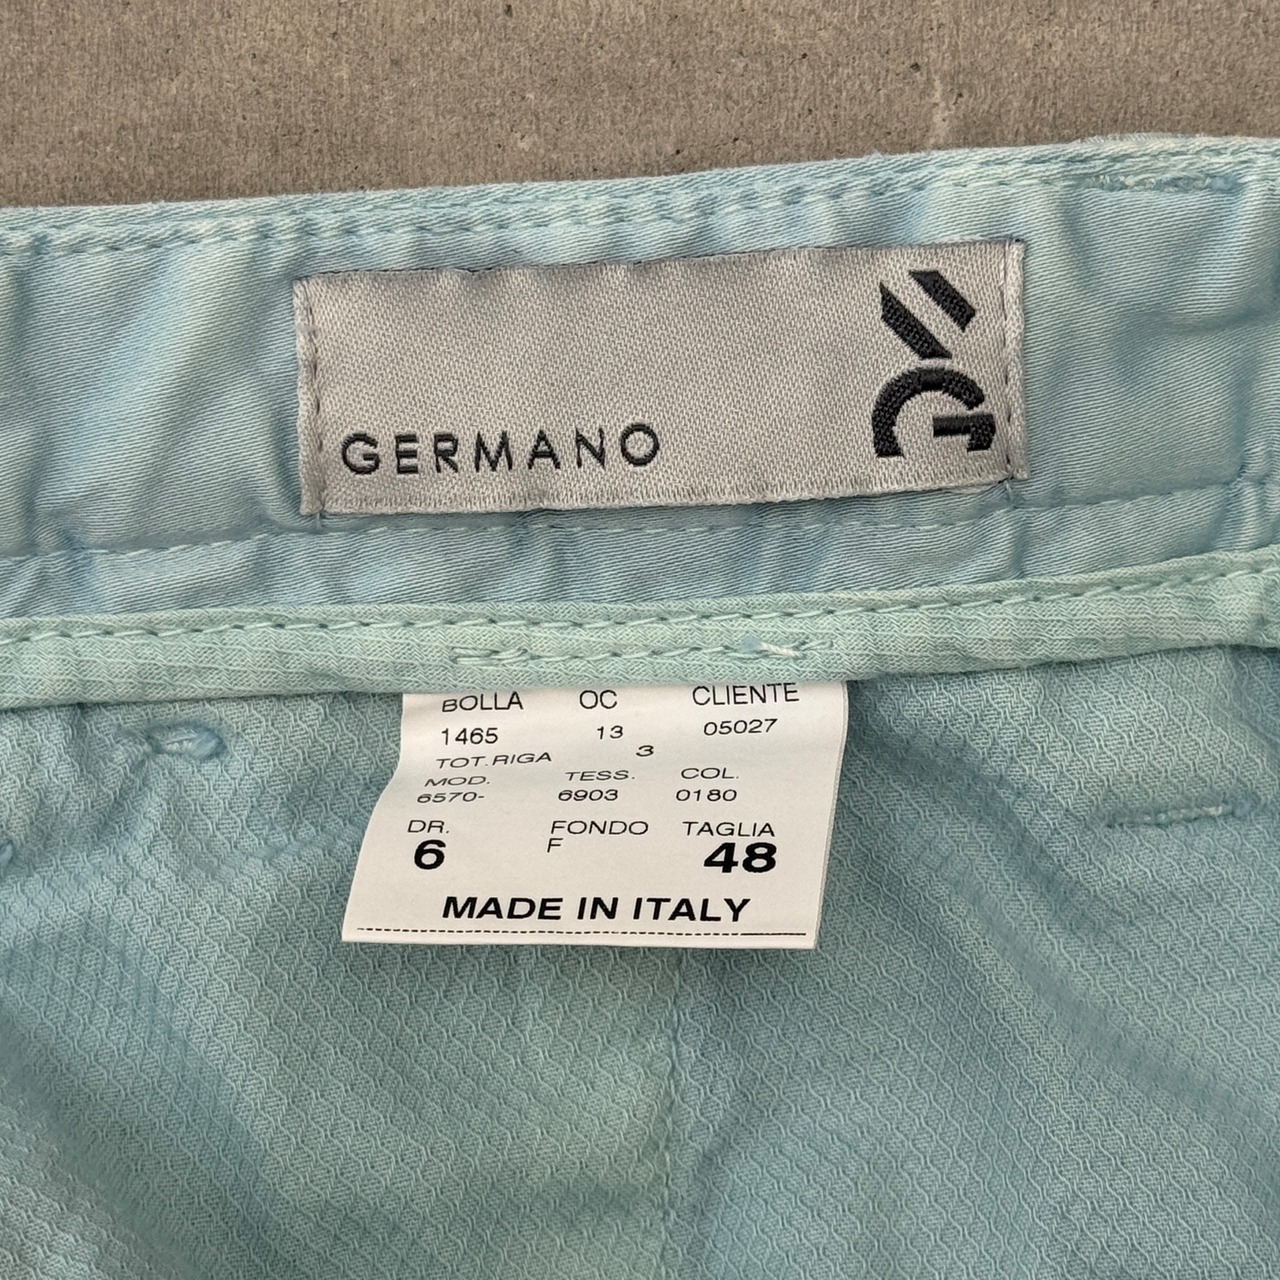 GERMANO
G
BOLLA OC CLIENTE
1465 13 05027
TOT.RIGA 3
MOD. TESS. COL.
6570- 6903 0180
DR. FONDO TAGLIA
6 F 48
MADE IN ITALY